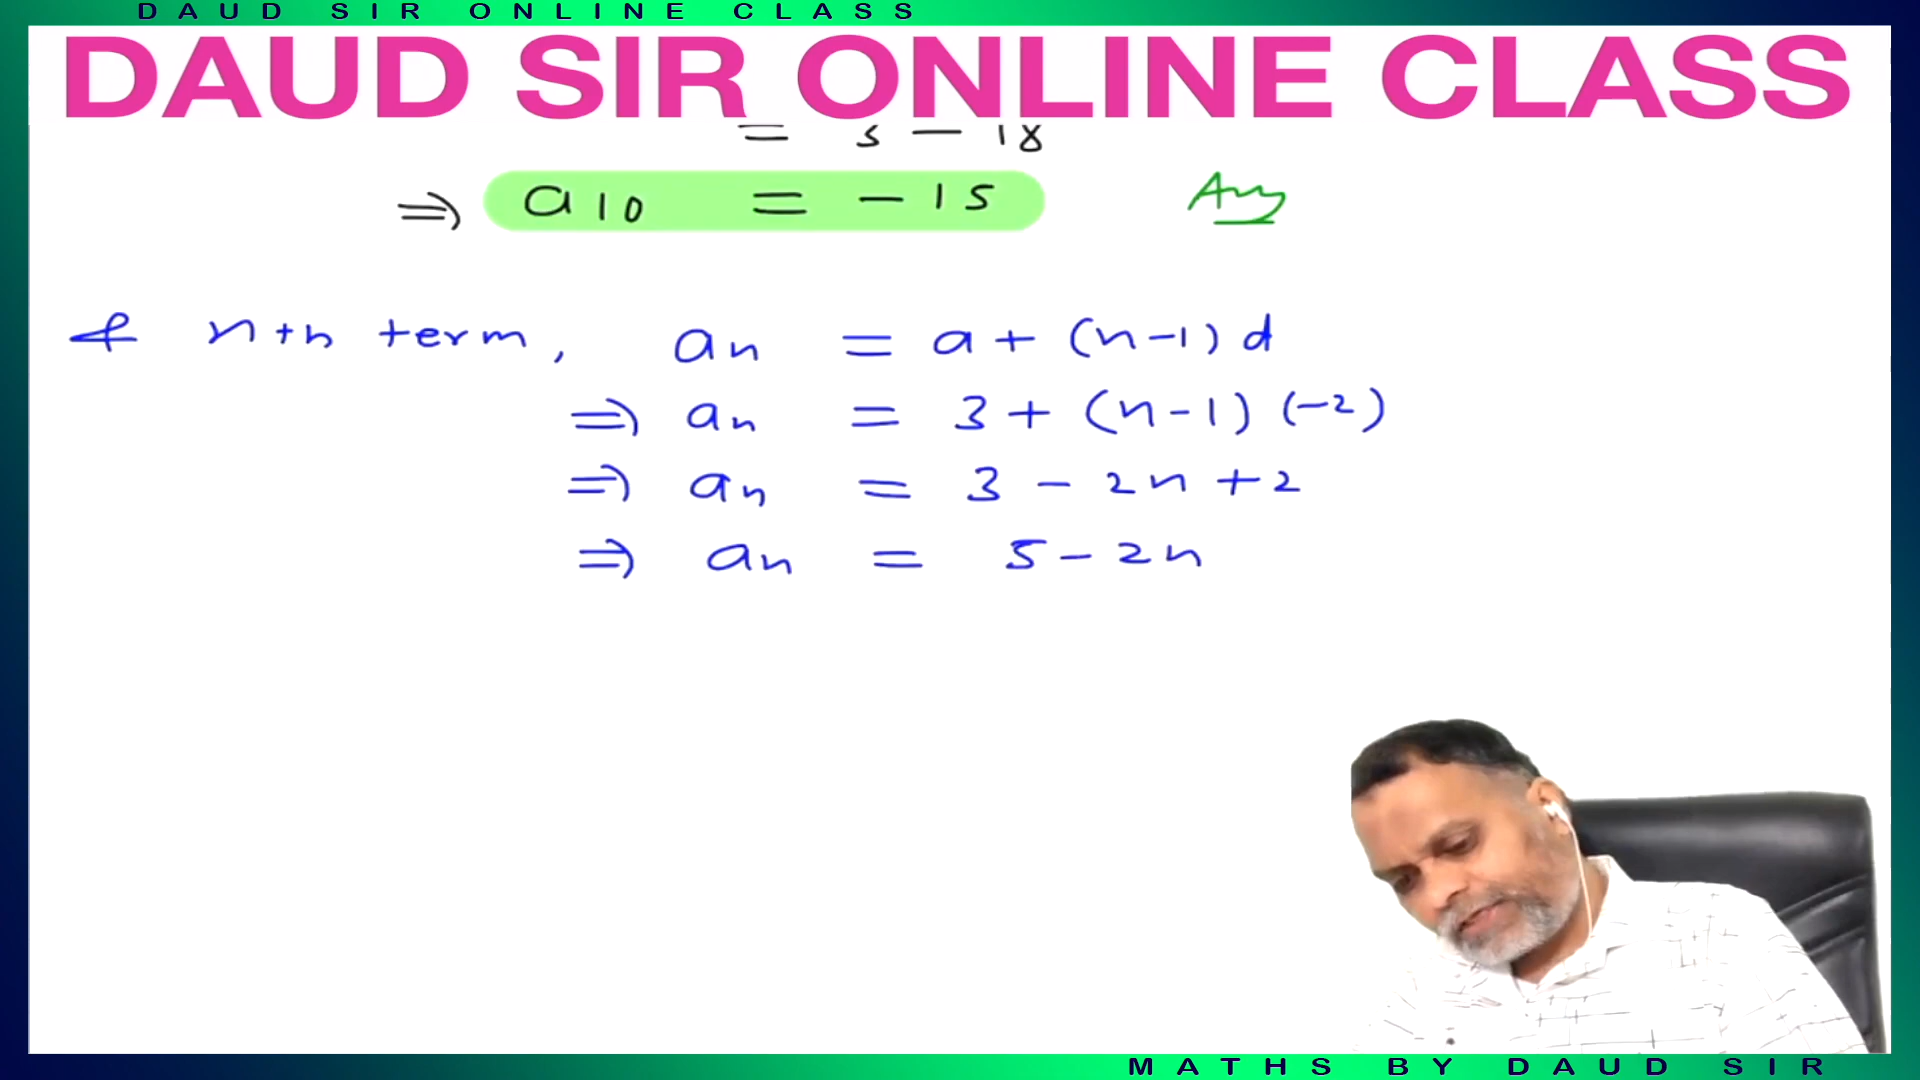 DAUD SIR ONLINE CLASS
DAUD SIR ONLINE CLASS
= 3 - 18
⇒ a10 = -15 Ans
& nth term, an = a + (n-1) d
⇒ an = 3 + (n-1) (-2)
⇒ an = 3 - 2n + 2
⇒ an = 5 - 2n
MATHS BY DAUD SIR